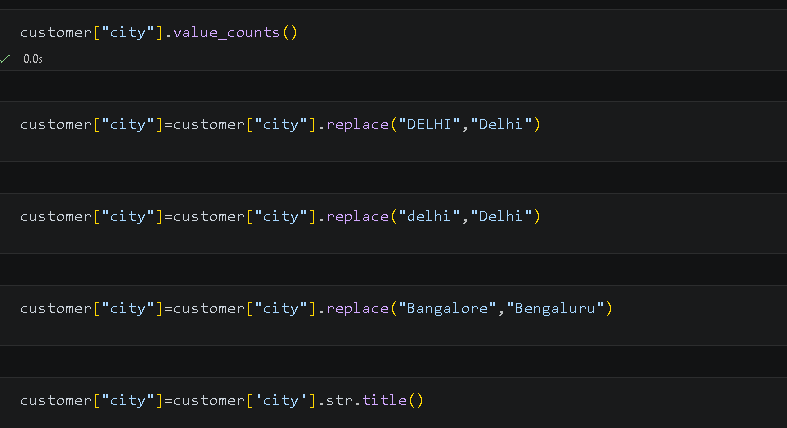 customer["city"].value_counts()
0.0s
customer["city"]=customer["city"].replace("DELHI","Delhi")
customer["city"]=customer["city"].replace("delhi","Delhi")
customer["city"]=customer["city"].replace("Bangalore","Bengaluru")
customer["city"]=customer['city'].str.title()